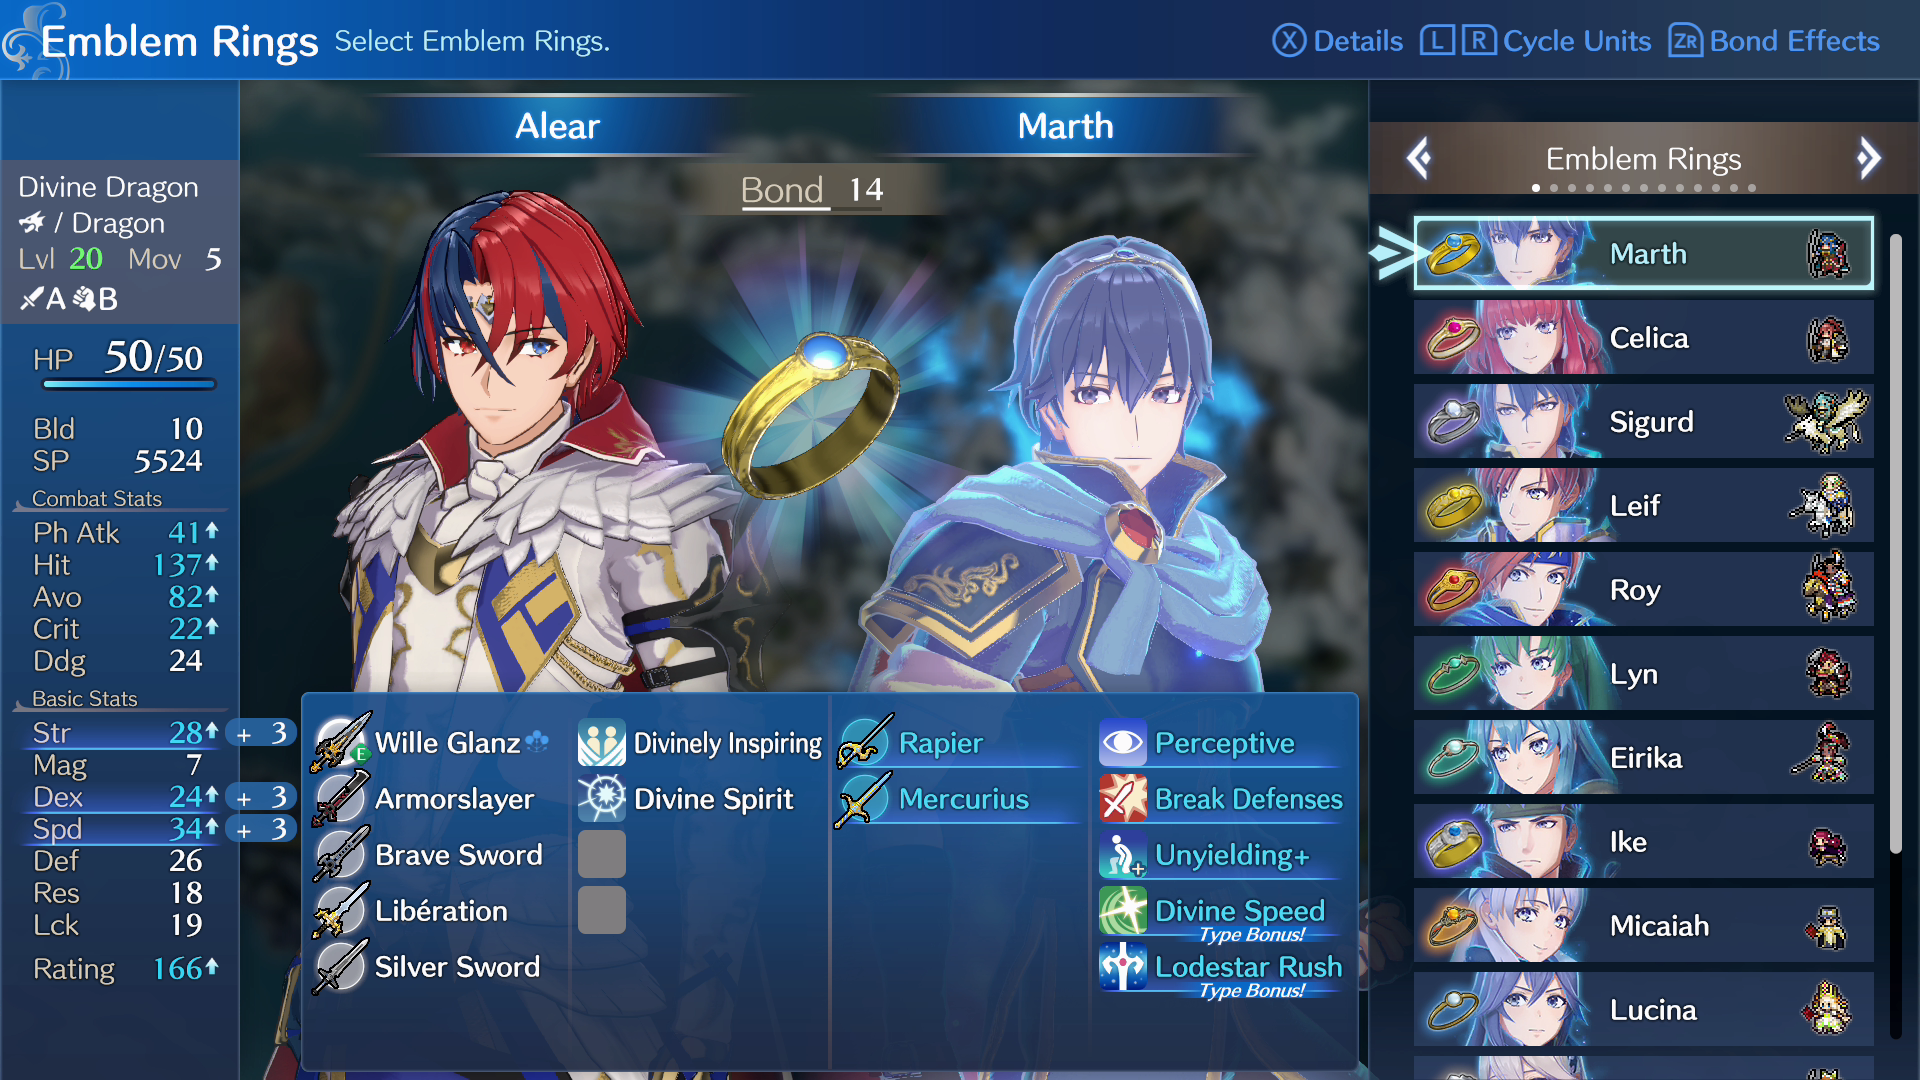 Emblem Rings Select Emblem Rings.
X Details L R Cycle Units ZR Bond Effects
Divine Dragon
/ Dragon
Lvl 20 Mov 5
A B
HP 50/50
Bld 10
SP 5524
Combat Stats
Ph Atk 41
Hit 137
Avo 82
Crit 22
Ddg 24
Basic Stats
Str 28 + 3
Mag 7
Dex 24 + 3
Spd 34 + 3
Def 26
Res 18
Lck 19
Rating 166
Alear
Marth
Bond 14
E
Wille Glanz
Armorslayer
Brave Sword
Libération
Silver Sword
Divinely Inspiring
Divine Spirit
Rapier
Mercurius
Perceptive
Break Defenses
Unyielding+
Divine Speed
Type Bonus!
Lodestar Rush
Type Bonus!
Emblem Rings
Marth
Celica
Sigurd
Leif
Roy
Lyn
Eirika
Ike
Micaiah
Lucina